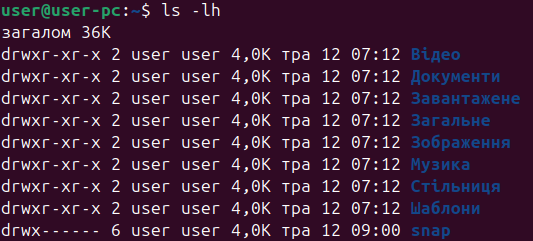 user@user-pc:~$ ls -lh
загалом 36K
drwxr-xr-x 2 user user 4,0K тра 12 07:12 Відео
drwxr-xr-x 2 user user 4,0K тра 12 07:12 Документи
drwxr-xr-x 2 user user 4,0K тра 12 07:12 Завантажене
drwxr-xr-x 2 user user 4,0K тра 12 07:12 Загальне
drwxr-xr-x 2 user user 4,0K тра 12 07:12 Зображення
drwxr-xr-x 2 user user 4,0K тра 12 07:12 Музика
drwxr-xr-x 2 user user 4,0K тра 12 07:12 Стільниця
drwxr-xr-x 2 user user 4,0K тра 12 07:12 Шаблони
drwx------ 6 user user 4,0K тра 12 09:00 snap